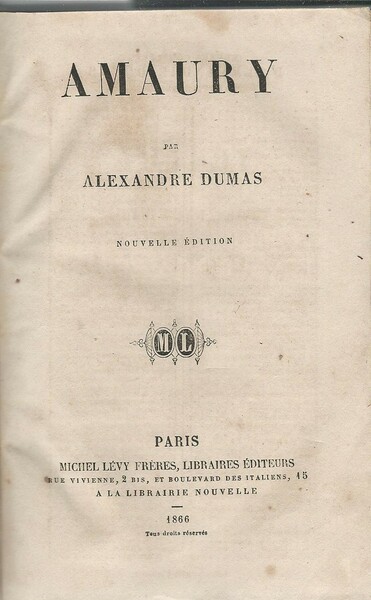 AMAURY
PAR
ALEXANDRE DUMAS
NOUVELLE ÉDITION
ML
PARIS
MICHEL LÉVY FRÈRES, LIBRAIRES ÉDITEURS
RUE VIVIENNE, 2 BIS, ET BOULEVARD DES ITALIENS, 15
A LA LIBRAIRIE NOUVELLE
—
1866
Tous droits réservés